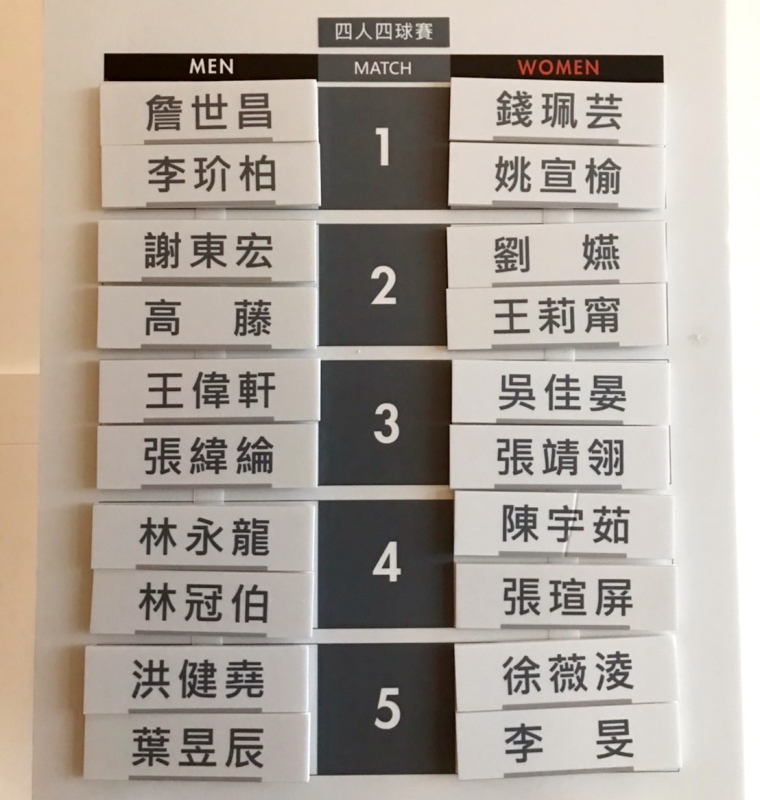 四人四球賽
MEN MATCH WOMEN
詹世昌 1 錢珮芸
李玠柏 姚宣榆
謝東宏 2 劉 嬿
高 藤 王莉甯
王偉軒 3 吳佳晏
張緯綸 張靖翎
林永龍 4 陳宇茹
林冠伯 張瑄屏
洪健堯 5 徐薇淩
葉昱辰 李 旻